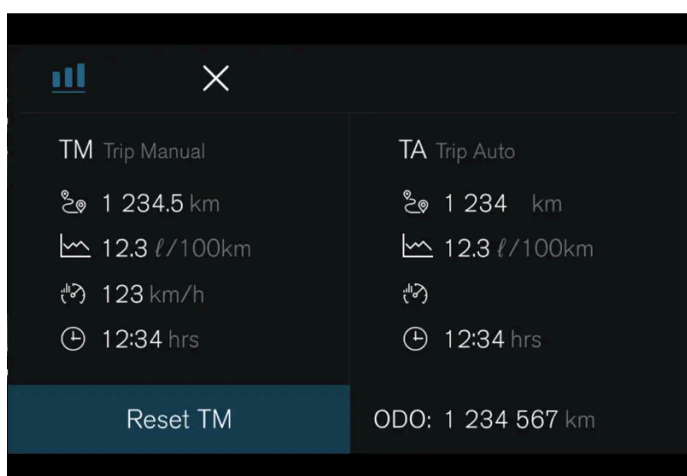 TM Trip Manual
1 234.5 km
12.3 ℓ/100km
123 km/h
12:34 hrs
Reset TM
TA Trip Auto
1 234 km
12.3 ℓ/100km
12:34 hrs
ODO: 1 234 567 km